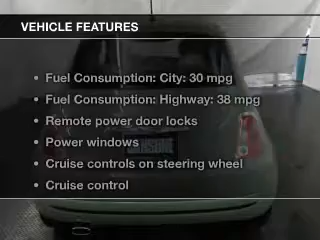 VEHICLE FEATURES
• Fuel Consumption: City: 30 mpg
• Fuel Consumption: Highway: 38 mpg
• Remote power door locks
• Power windows
• Cruise controls on steering wheel
• Cruise control